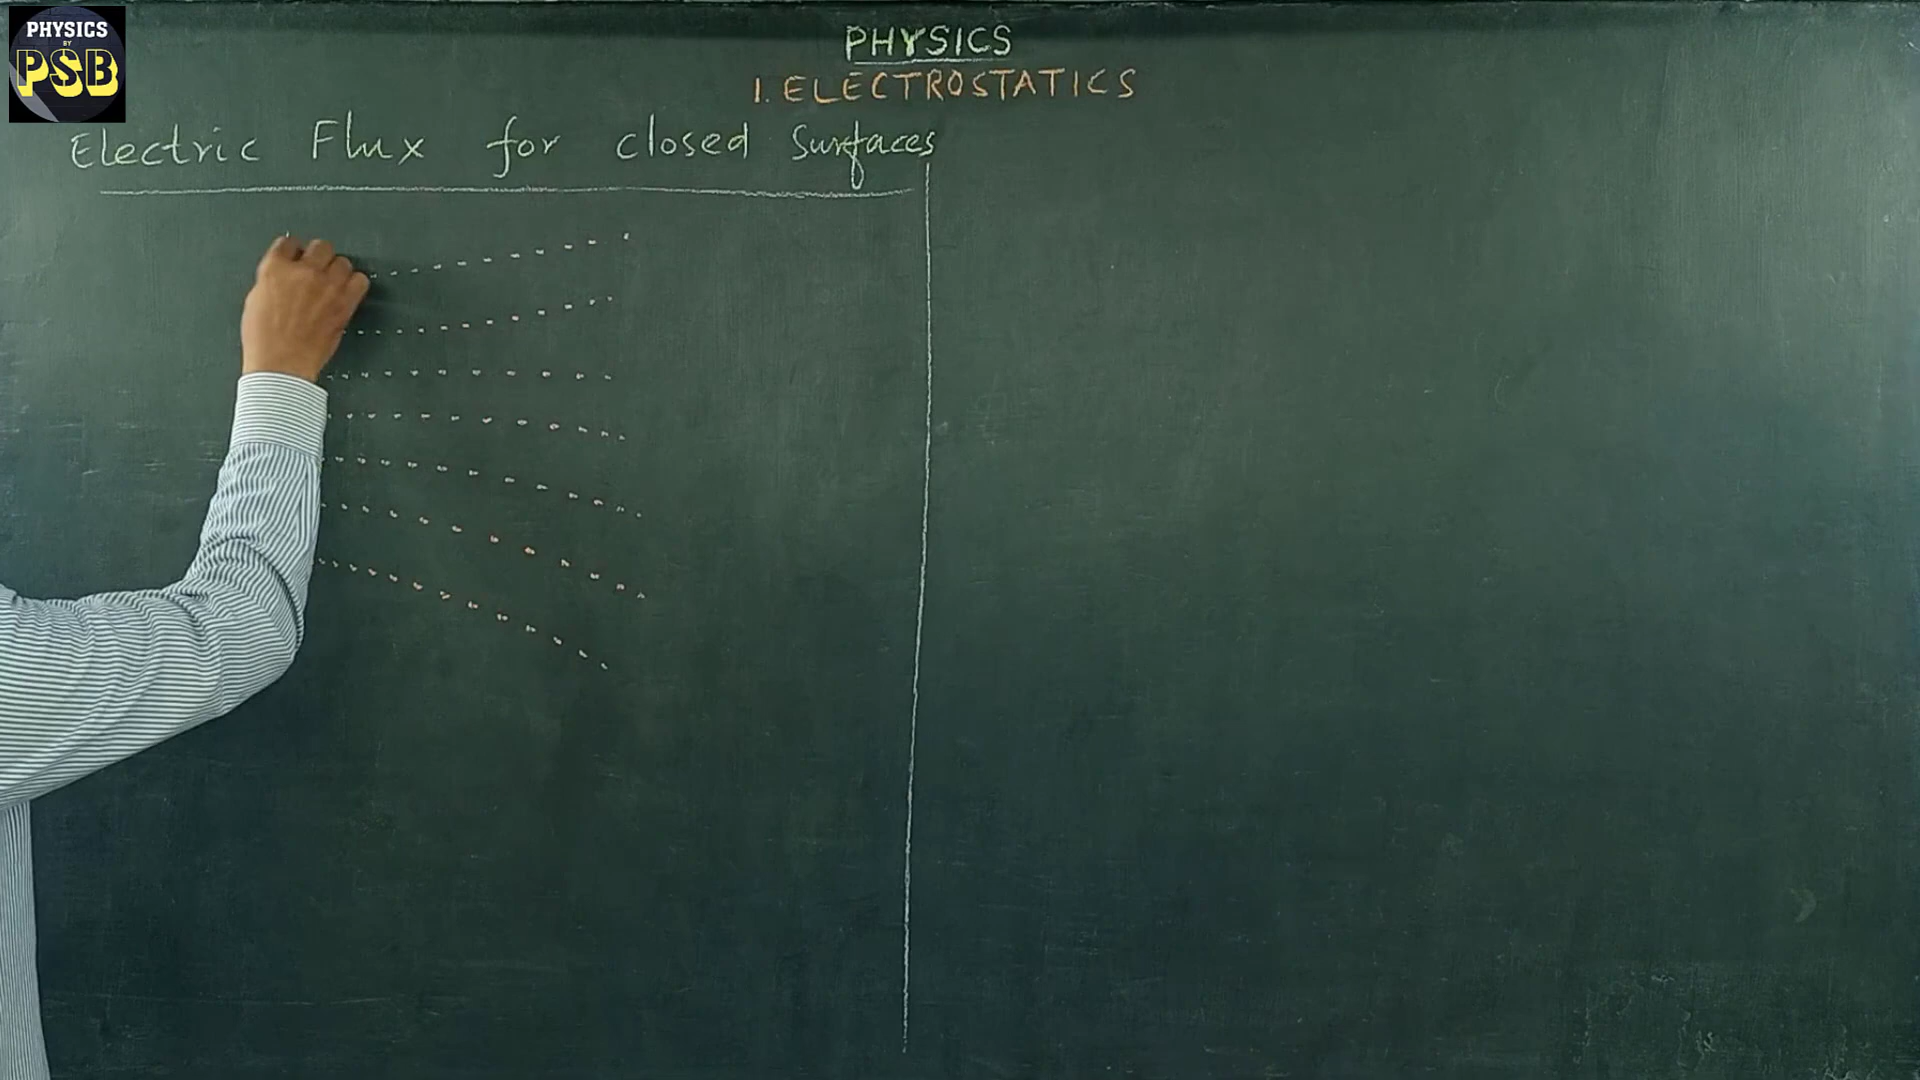 PHYSICS
BY
PSB
PHYSICS
1. ELECTROSTATICS
Electric Flux for closed Surfaces